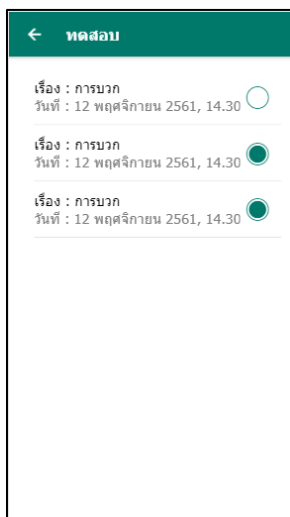 ทดสอบ
เรื่อง : การบวก
วันที่ : 12 พฤศจิกายน 2561, 14.30
เรื่อง : การบวก
วันที่ : 12 พฤศจิกายน 2561, 14.30
เรื่อง : การบวก
วันที่ : 12 พฤศจิกายน 2561, 14.30